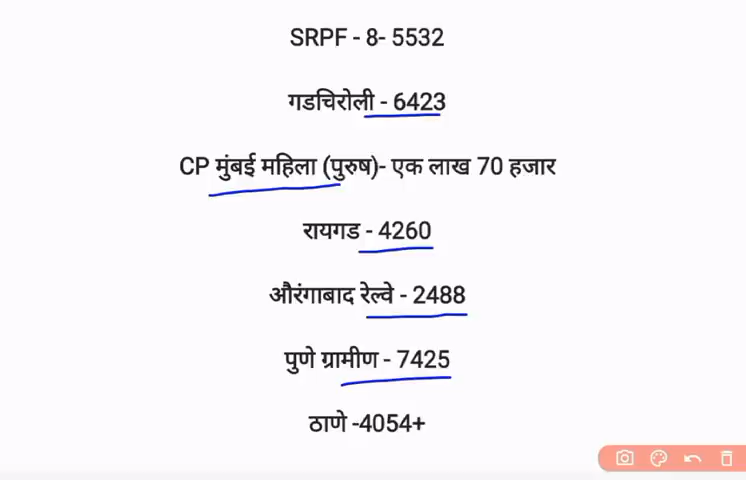 SRPF - 8- 5532
गडचिरोली - 6423
CP मुंबई महिला (पुरुष)- एक लाख 70 हजार
रायगड - 4260
औरंगाबाद रेल्वे - 2488
पुणे ग्रामीण - 7425
ठाणे -4054+